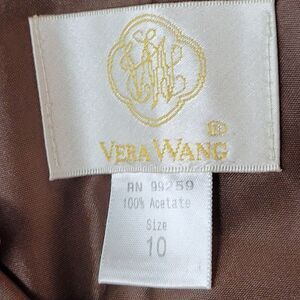 VERA WANG
RN 99259
100% Acetate
Size
10